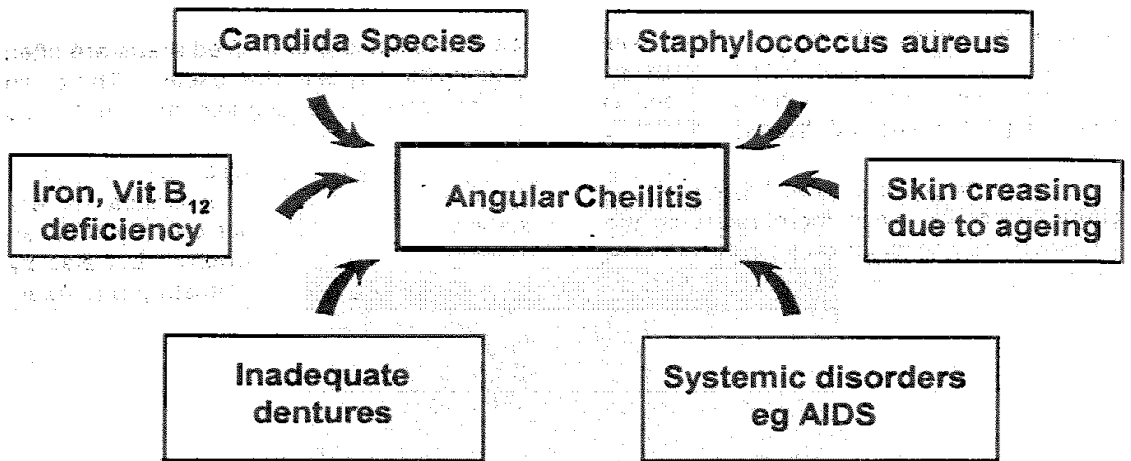 Candida Species
Staphylococcus aureus
Iron, Vit B₁₂
deficiency
Angular Cheilitis
Skin creasing
due to ageing
Inadequate
dentures
Systemic disorders
eg AIDS